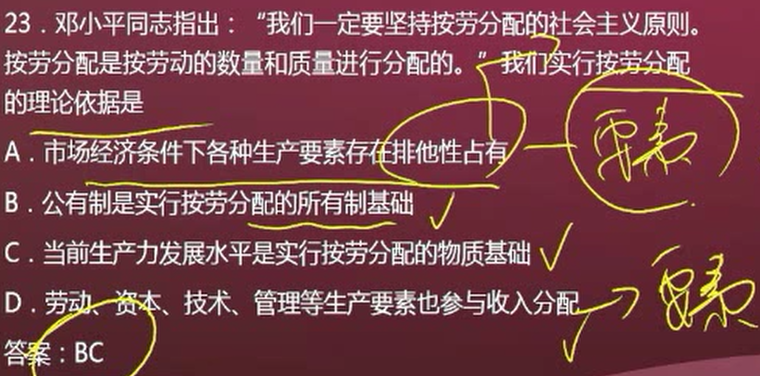 23．邓小平同志指出：“我们一定要坚持按劳分配的社会主义原则。
按劳分配是按劳动的数量和质量进行分配的。”我们实行按劳分配
的理论依据是
A．市场经济条件下各种生产要素存在排他性占有
要素
B．公有制是实行按劳分配的所有制基础
C．当前生产力发展水平是实行按劳分配的物质基础
D．劳动、资本、技术、管理等生产要素也参与收入分配
要素
答案：BC